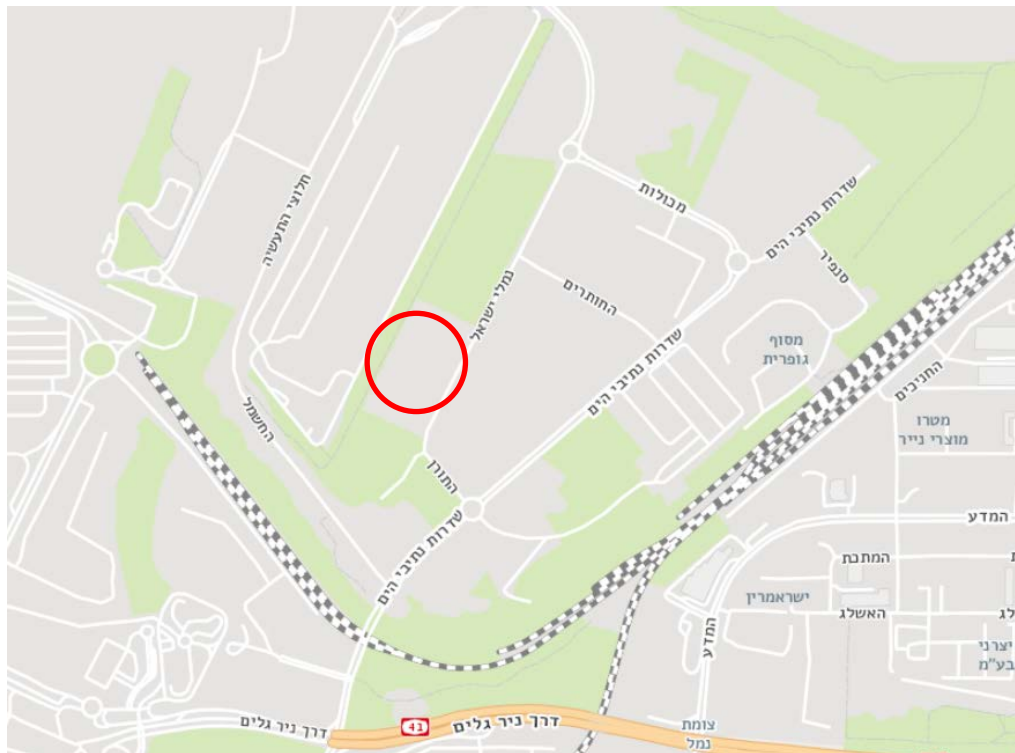 חלוצי התעשיה
מכולות
שדרות נתיבי הים
סנפיר
נמלי ישראל
החותרים
שדרות נתיבי הים
מסוף
גופרית
החניכים
החשמל
מטרו
מוצרי נייר
התורן
שדרות נתיבי הים
המדע
המתכת
ישראמרין
האשלג
לג
המדע
יצרני
בע"מ
דרך ניר גלים
41
דרך ניר גלים
צומת
נמל